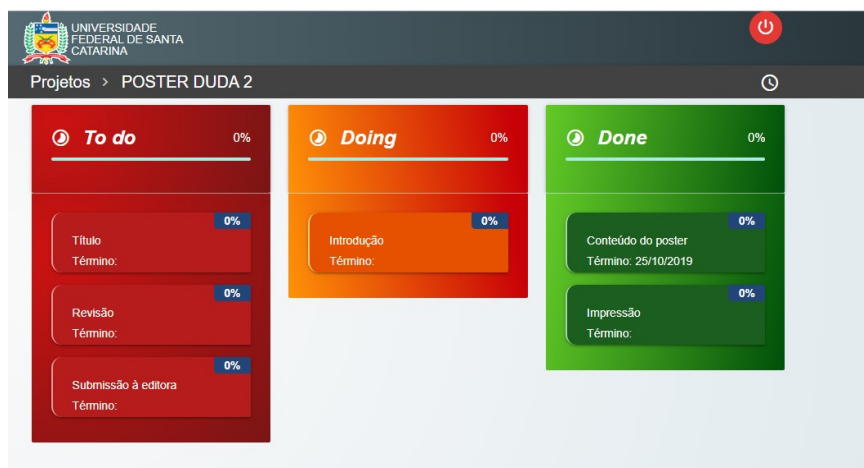 UNIVERSIDADE
FEDERAL DE SANTA
CATARINA
Projetos > POSTER DUDA 2
To do 0%
0%
Título
Término:
0%
Revisão
Término:
0%
Submissão à editora
Término:
Doing 0%
0%
Introdução
Término:
Done 0%
0%
Conteúdo do poster
Término: 25/10/2019
0%
Impressão
Término: